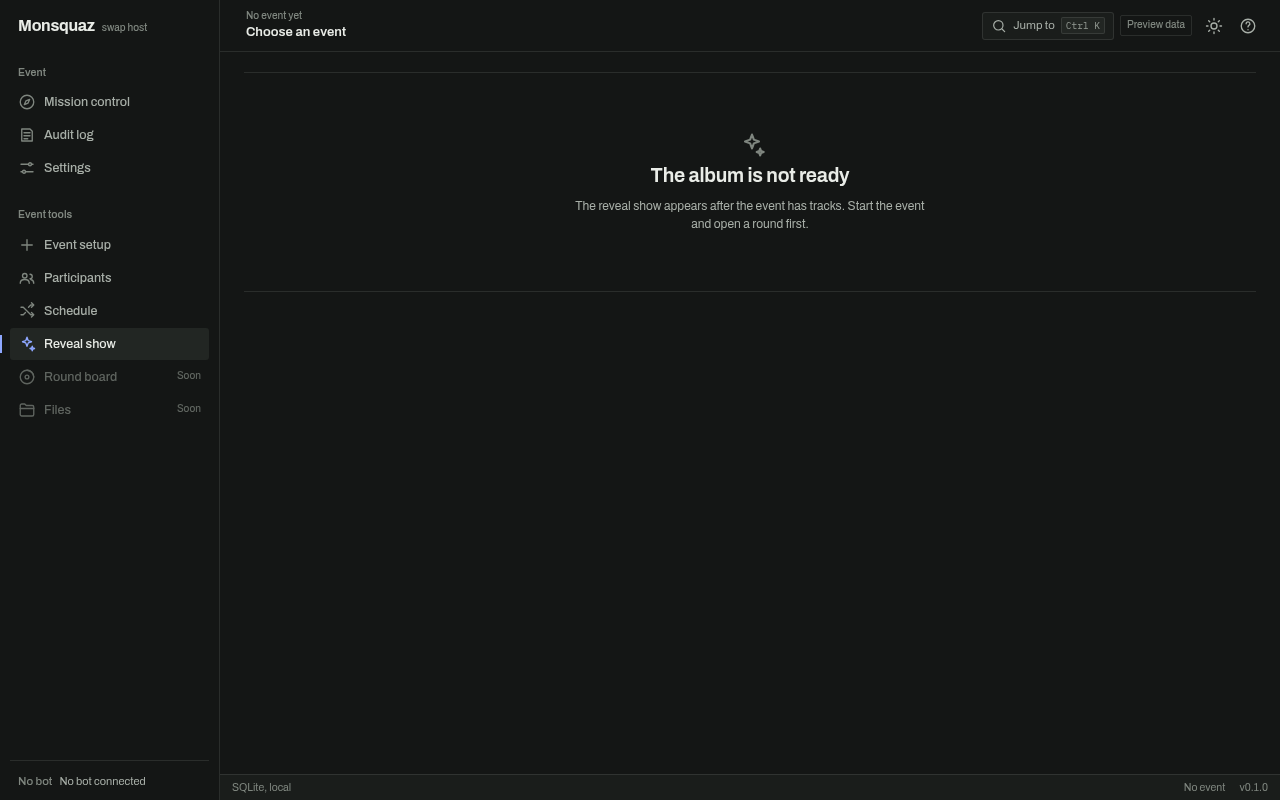 Monsquaz swap host
Event
Mission control
Audit log
Settings
Event tools
Event setup
Participants
Schedule
Reveal show
Round board Soon
Files Soon
No bot No bot connected
No event yet
Choose an event
Jump to Ctrl K
Preview data
The album is not ready
The reveal show appears after the event has tracks. Start the event
and open a round first.
SQLite, local
No event v0.1.0